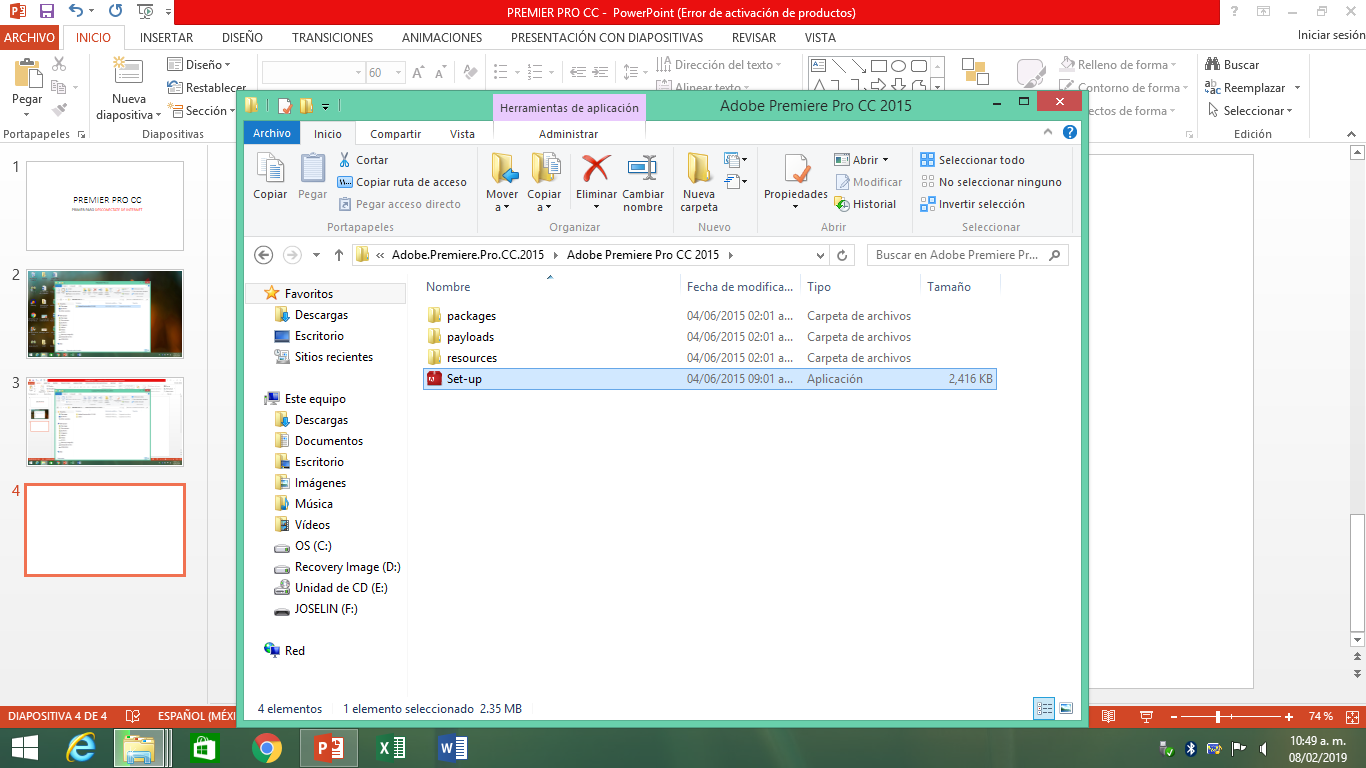 PREMIER PRO CC - PowerPoint (Error de activación de productos)
ARCHIVO INICIO INSERTAR DISEÑO TRANSICIONES ANIMACIONES PRESENTACIÓN CON DIAPOSITIVAS REVISAR VISTA Iniciar sesión
Pegar
Nueva diapositiva
Diseño
Restablecer
Sección
60
Dirección del texto
Alinear texto
Relleno de forma
Contorno de forma
ectos de forma
Buscar
Reemplazar
Seleccionar
Portapapeles
Diapositivas
Edición
1
PREMIER PRO CC
2
3
4
Herramientas de aplicación
Adobe Premiere Pro CC 2015
Archivo Inicio Compartir Vista Administrar
Copiar
Pegar
Cortar
Copiar ruta de acceso
Pegar acceso directo
Mover a
Copiar a
Eliminar
Cambiar nombre
Nueva carpeta
Propiedades
Abrir
Modificar
Historial
Seleccionar todo
No seleccionar ninguno
Invertir selección
Portapapeles Organizar Nuevo Abrir Seleccionar
« Adobe.Premiere.Pro.CC.2015 Adobe Premiere Pro CC 2015
Buscar en Adobe Premiere Pr...
Nombre Fecha de modifica... Tipo Tamaño
packages 04/06/2015 02:01 a... Carpeta de archivos
payloads 04/06/2015 02:01 a... Carpeta de archivos
resources 04/06/2015 02:01 a... Carpeta de archivos
Set-up 04/06/2015 09:01 a... Aplicación 2,416 KB
Favoritos
Descargas
Escritorio
Sitios recientes
Este equipo
Descargas
Documentos
Escritorio
Imágenes
Música
Vídeos
OS (C:)
Recovery Image (D:)
Unidad de CD (E:)
JOSELIN (F:)
Red
4 elementos 1 elemento seleccionado 2.35 MB
DIAPOSITIVA 4 DE 4 ESPAÑOL (MÉXI
74 %
10:49 a. m.
08/02/2019